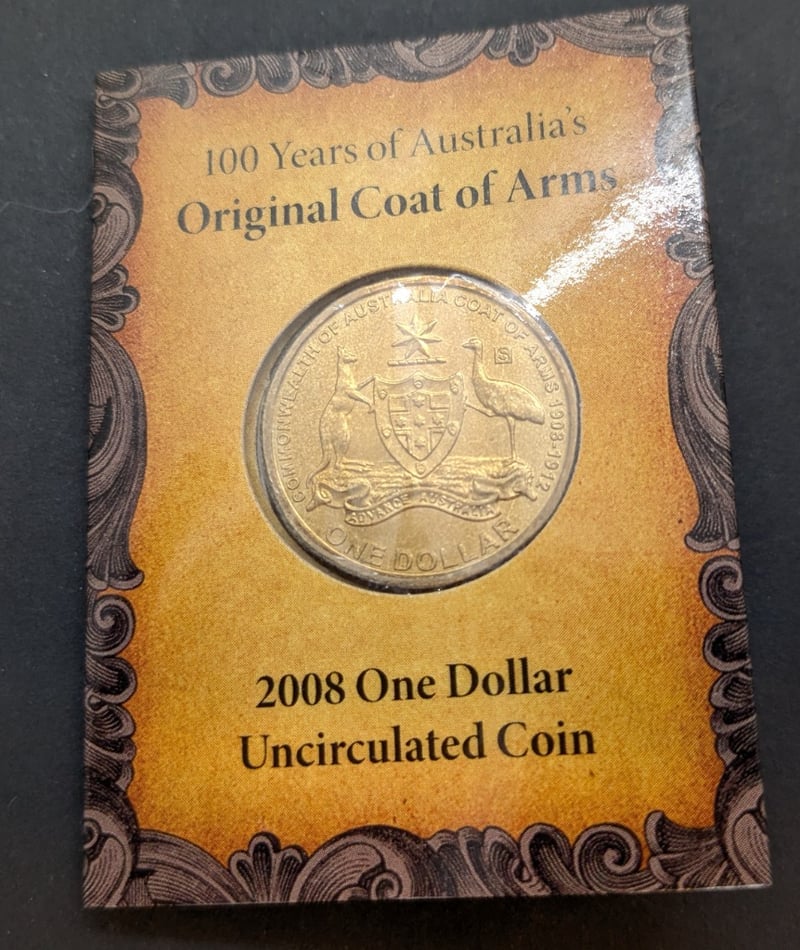 100 Years of Australia's
Original Coat of Arms
COMMONWEALTH OF AUSTRALIA COAT OF ARMS 1908-1912
S
ADVANCE AUSTRALIA
ONE DOLLAR
2008 One Dollar
Uncirculated Coin